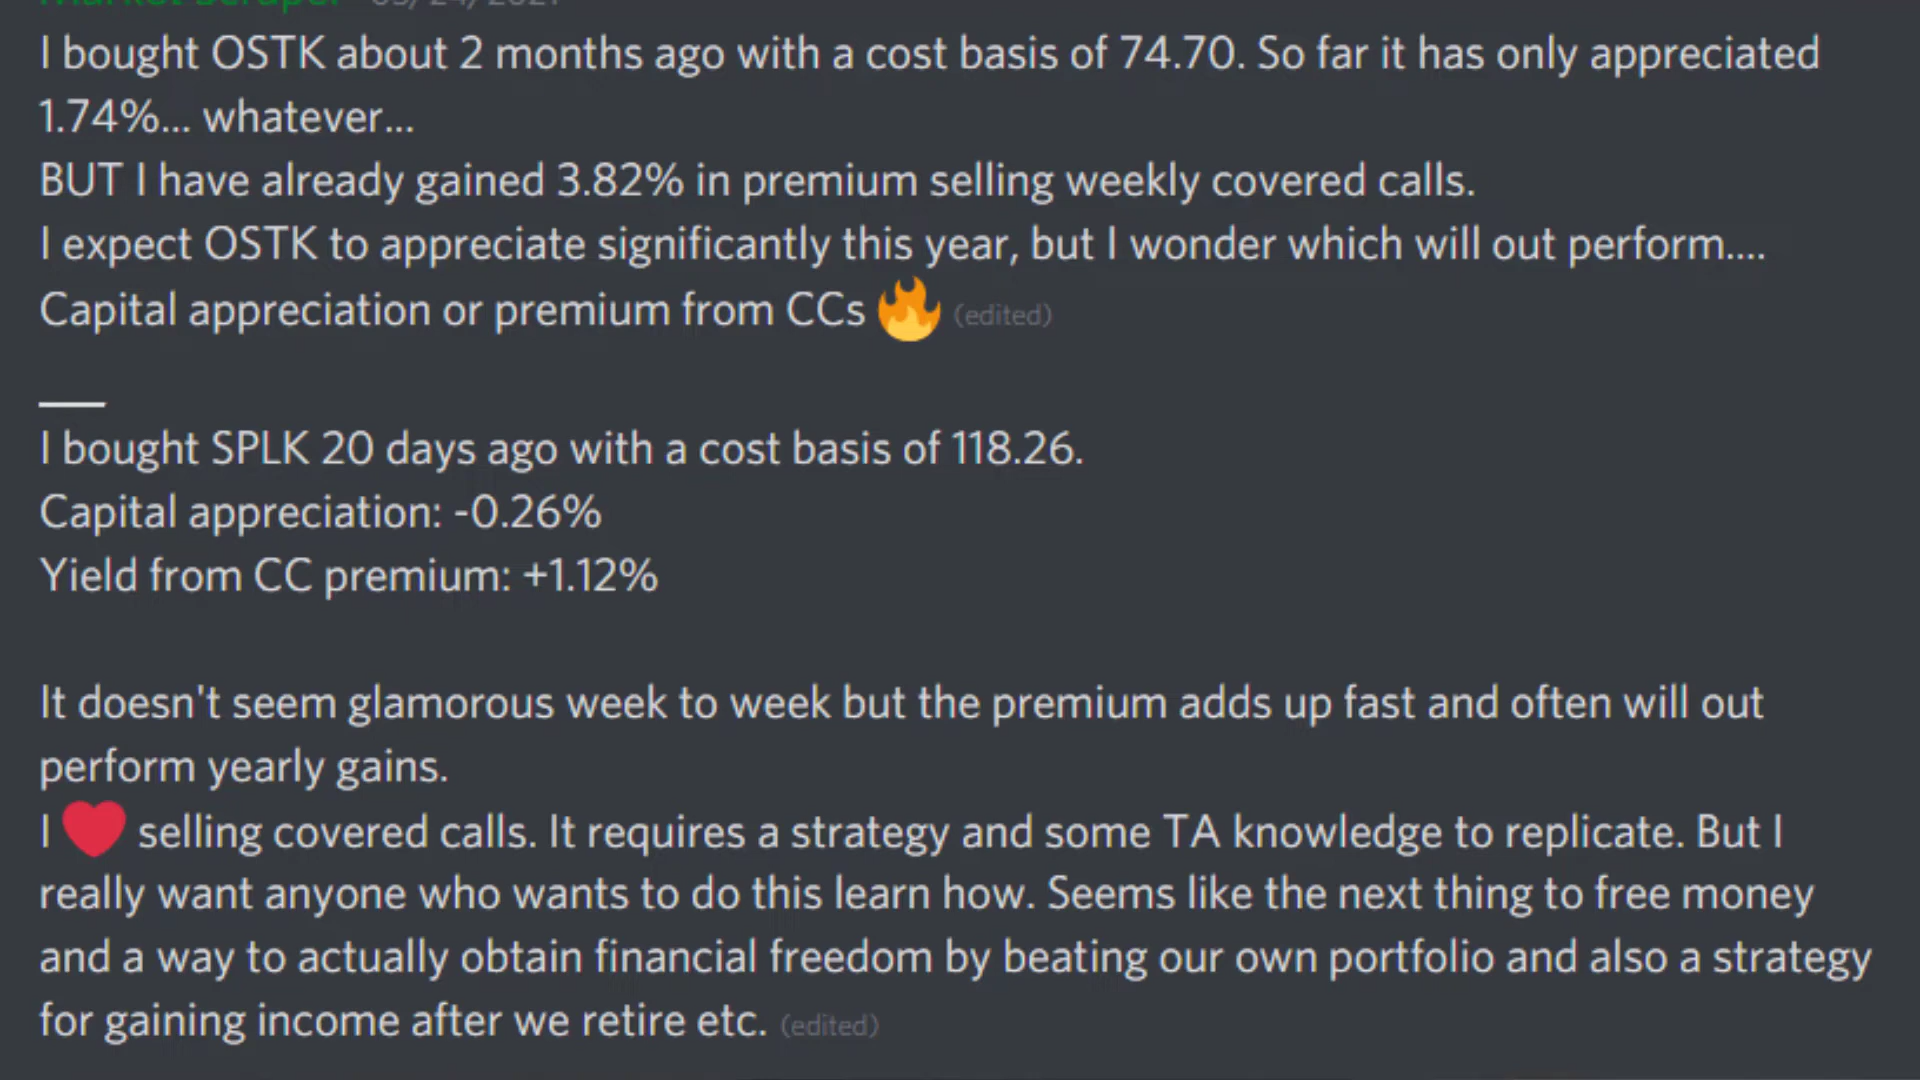 I bought OSTK about 2 months ago with a cost basis of 74.70. So far it has only appreciated
1.74%... whatever...
BUT I have already gained 3.82% in premium selling weekly covered calls.
I expect OSTK to appreciate significantly this year, but I wonder which will out perform....
Capital appreciation or premium from CCs 🔥 (edited)
___
I bought SPLK 20 days ago with a cost basis of 118.26.
Capital appreciation: -0.26%
Yield from CC premium: +1.12%
It doesn't seem glamorous week to week but the premium adds up fast and often will out
perform yearly gains.
I ❤️ selling covered calls. It requires a strategy and some TA knowledge to replicate. But I
really want anyone who wants to do this learn how. Seems like the next thing to free money
and a way to actually obtain financial freedom by beating our own portfolio and also a strategy
for gaining income after we retire etc. (edited)